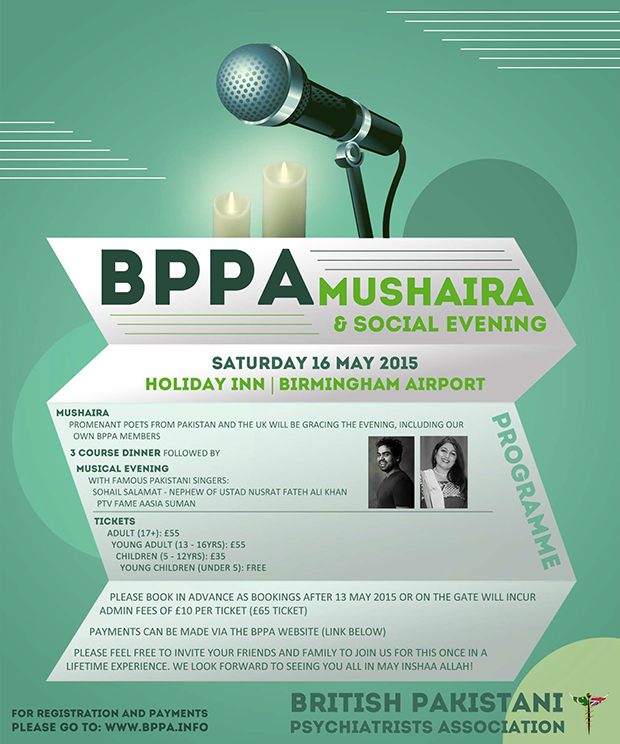 BPPA MUSHAIRA
& SOCIAL EVENING
SATURDAY 16 MAY 2015
HOLIDAY INN | BIRMINGHAM AIRPORT
PROGRAMME
MUSHAIRA
PROMENANT POETS FROM PAKISTAN AND THE UK WILL BE GRACING THE EVENING, INCLUDING OUR
OWN BPPA MEMBERS
3 COURSE DINNER FOLLOWED BY
MUSICAL EVENING
WITH FAMOUS PAKISTANI SINGERS:
SOHAIL SALAMAT - NEPHEW OF USTAD NUSRAT FATEH ALI KHAN
PTV FAME AASIA SUMAN
TICKETS
ADULT (17+): £55
YOUNG ADULT (13 - 16YRS): £55
CHILDREN (5 - 12YRS): £35
YOUNG CHILDREN (UNDER 5): FREE
PLEASE BOOK IN ADVANCE AS BOOKINGS AFTER 13 MAY 2015 OR ON THE GATE WILL INCUR
ADMIN FEES OF £10 PER TICKET (£65 TICKET)
PAYMENTS CAN BE MADE VIA THE BPPA WEBSITE (LINK BELOW)
PLEASE FEEL FREE TO INVITE YOUR FRIENDS AND FAMILY TO JOIN US FOR THIS ONCE IN A
LIFETIME EXPERIENCE. WE LOOK FORWARD TO SEEING YOU ALL IN MAY INSHAA ALLAH!
FOR REGISTRATION AND PAYMENTS
PLEASE GO TO: WWW.BPPA.INFO
BRITISH PAKISTANI
PSYCHIATRISTS ASSOCIATION